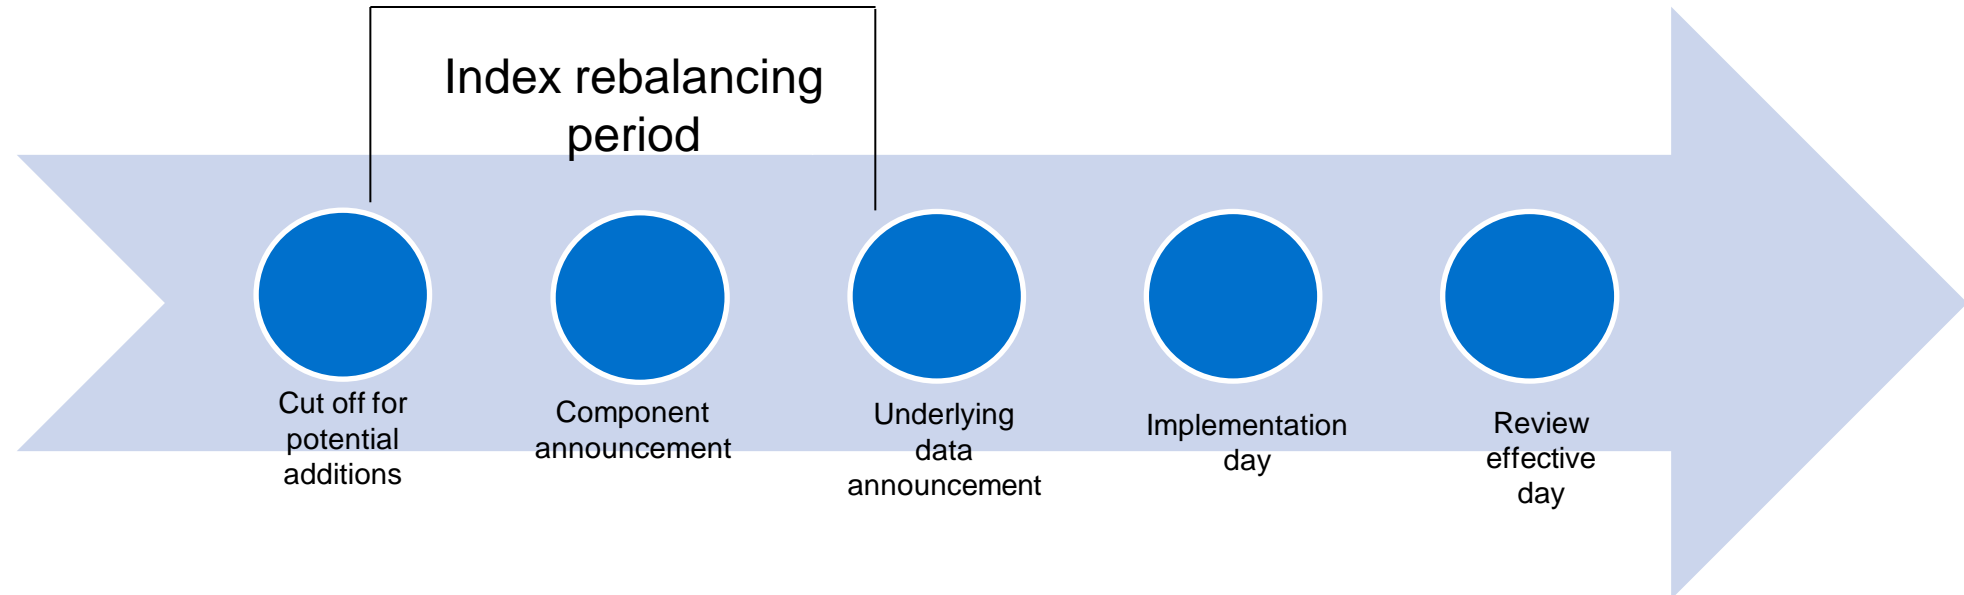 Index rebalancing
period
Cut off for
potential
additions
Component
announcement
Underlying
data
announcement
Implementation
day
Review
effective
day